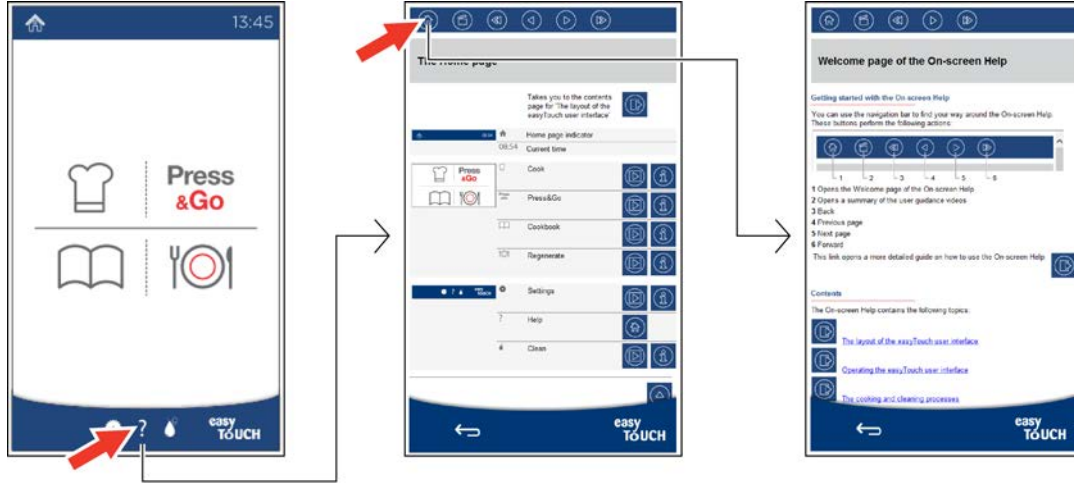 13:45
Press
&Go
?
easy
TOUCH
The Home page
Takes you to the contents
page for 'The layout of the
easyTouch user interface'
Home page indicator
08:54 Current time
Press
&Go
Cook
Press&Go
Cookbook
Regenerate
Settings
? Help
Clean
easy
TOUCH
Welcome page of the On-screen Help
Getting started with the On screen Help
You can use the navigation bar to find your way around the On-screen Help.
These buttons perform the following actions:
1 2 3 4 5 6
1 Opens the Welcome page of the On-screen Help
2 Opens a summary of the user guidance videos
3 Back
4 Previous page
5 Next page
6 Forward
This link opens a more detailed guide on how to use the On-screen Help
Contents
The On-screen Help contains the following topics:
The layout of the easyTouch user interface
Operating the easyTouch user interface
The cooking and cleaning processes
easy
TOUCH